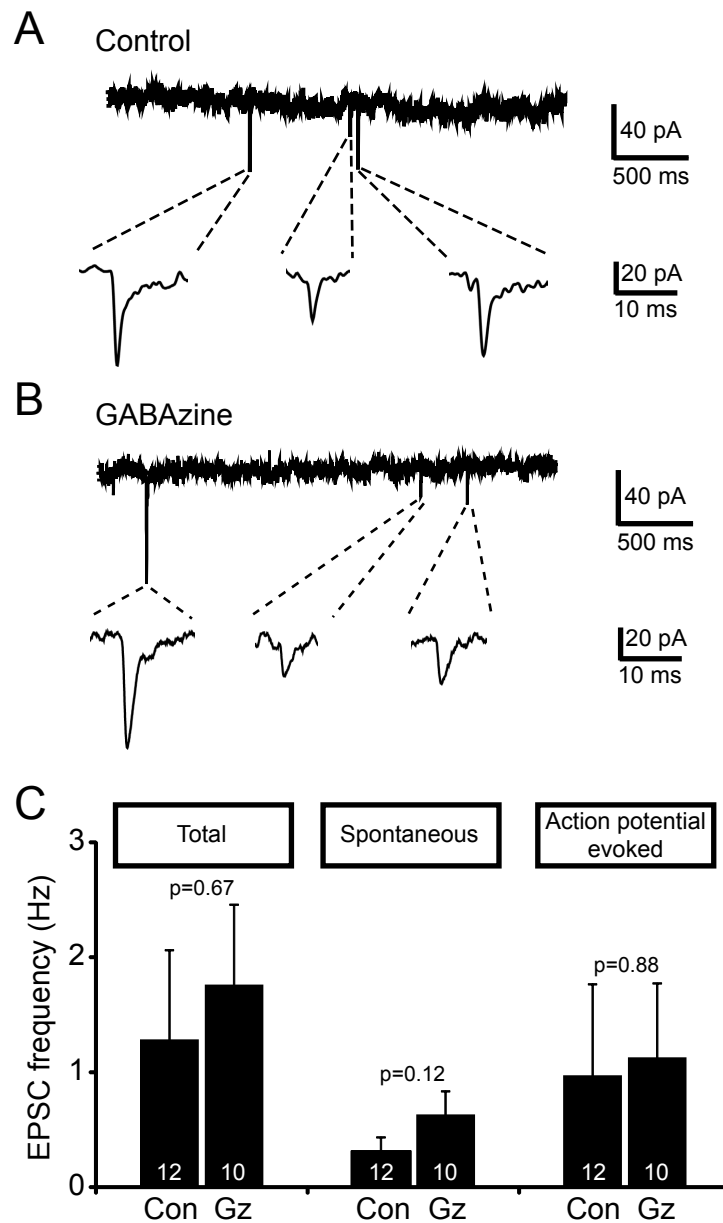 A
Control
40 pA
500 ms
20 pA
10 ms
B
GABAzine
40 pA
500 ms
20 pA
10 ms
C
Total
Spontaneous
Action potential
evoked
EPSC frequency (Hz)
3
2
1
0
p=0.67
p=0.12
p=0.88
12
10
12
10
12
10
Con Gz
Con Gz
Con Gz